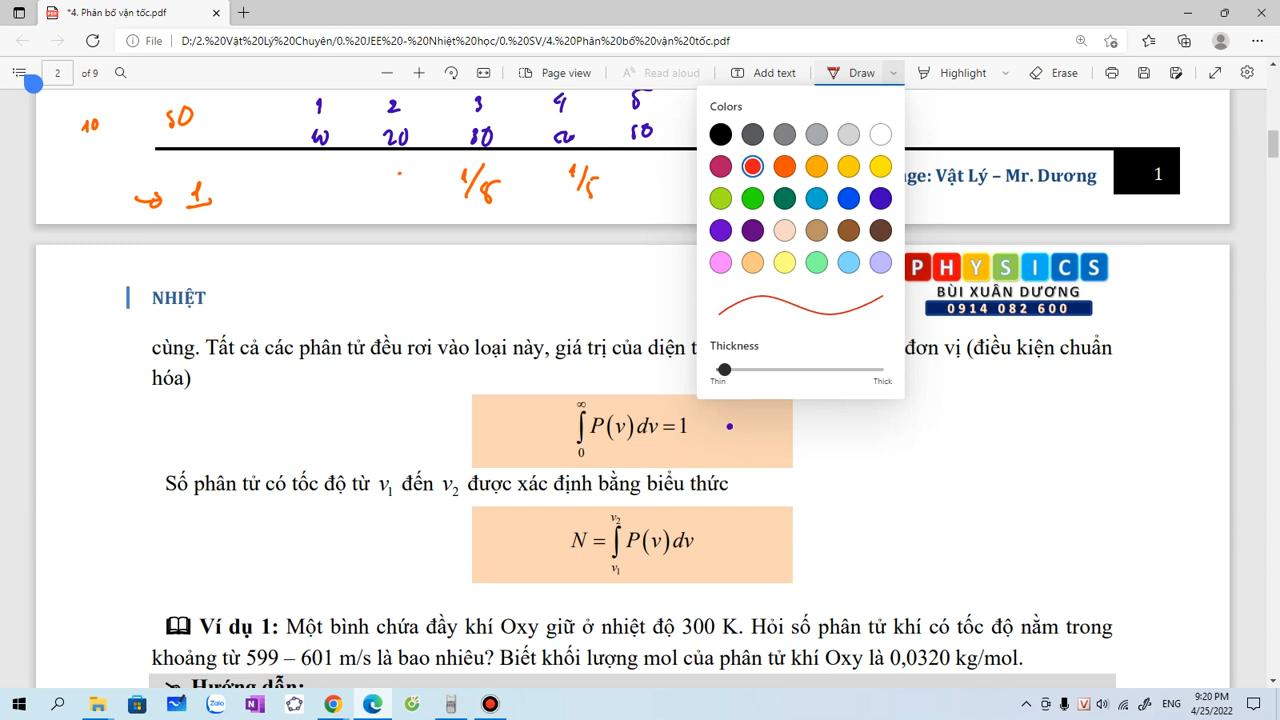 *4. Phân bố vận tốc.pdf
File D:/2.%20Vật%20Lý%20Chuyên/0.%20JEE%20-%20Nhiệt%20học/0.%20SV/4.%20Phân%20bố%20vận%20tốc.pdf
2 of 9 Page view Read aloud Add text Draw Highlight Erase
10 50 1 2 3 4 5
20 80 50
ge: Vật Lý – Mr. Dương 1
→ 1 1/8 1/5
Colors
Thickness
Thin Thick
PHYSICS
BÙI XUÂN DƯƠNG
0914 082 600
NHIỆT
cùng. Tất cả các phân tử đều rơi vào loại này, giá trị của diện t đơn vị (điều kiện chuẩn
hóa)
∫₀^∞ P(v)dv = 1
Số phân tử có tốc độ từ v₁ đến v₂ được xác định bằng biểu thức
N = ∫_{v₁}^{v₂} P(v)dv
Ví dụ 1: Một bình chứa đầy khí Oxy giữ ở nhiệt độ 300 K. Hỏi số phân tử khí có tốc độ nằm trong
khoảng từ 599 – 601 m/s là bao nhiêu? Biết khối lượng mol của phân tử khí Oxy là 0,0320 kg/mol.
➢ Hướng dẫn:
Zalo N V ENG 9:20 PM
4/25/2022